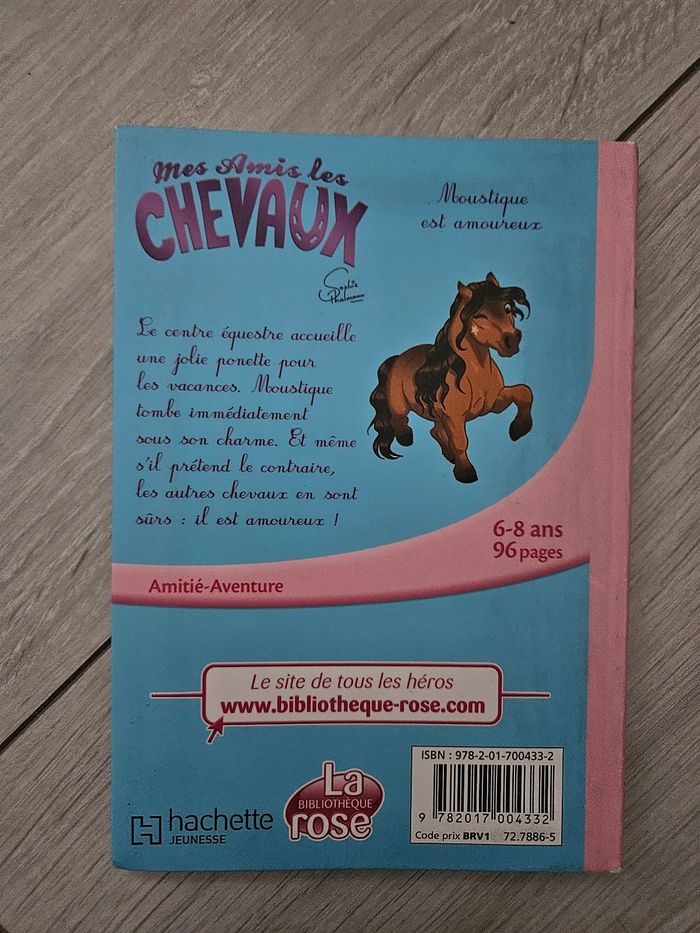 Mes Amis les
CHEVAUX
Sophie
Thalmann
Moustique
est amoureux
Le centre équestre accueille
une jolie ponette pour
les vacances. Moustique
tombe immédiatement
sous son charme. Et même
s'il prétend le contraire,
les autres chevaux en sont
sûrs : il est amoureux !
6-8 ans
96 pages
Amitié-Aventure
Le site de tous les héros
www.bibliotheque-rose.com
hachette
JEUNESSE
La
BIBLIOTHÈQUE
rose
ISBN : 978-2-01-700433-2
9 782017 004332
Code prix BRV1 72.7886-5